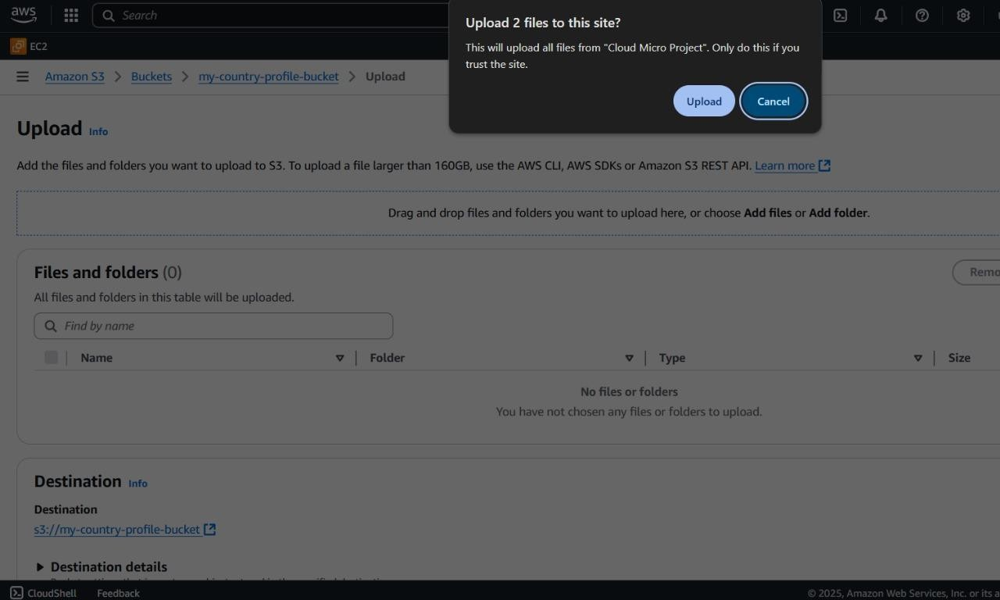 aws
Search
Upload 2 files to this site?
This will upload all files from "Cloud Micro Project". Only do this if you
trust the site.
Upload
Cancel
EC2
Amazon S3
Buckets
my-country-profile-bucket
Upload
Upload
Info
Add the files and folders you want to upload to S3. To upload a file larger than 160GB, use the AWS CLI, AWS SDKs or Amazon S3 REST API. Learn more
Drag and drop files and folders you want to upload here, or choose Add files or Add folder.
Files and folders (0)
Remo
All files and folders in this table will be uploaded.
Find by name
Name
Folder
Type
Size
No files or folders
You have not chosen any files or folders to upload.
Destination
Info
Destination
s3://my-country-profile-bucket
Destination details
CloudShell
Feedback
© 2025, Amazon Web Services, Inc. or its a